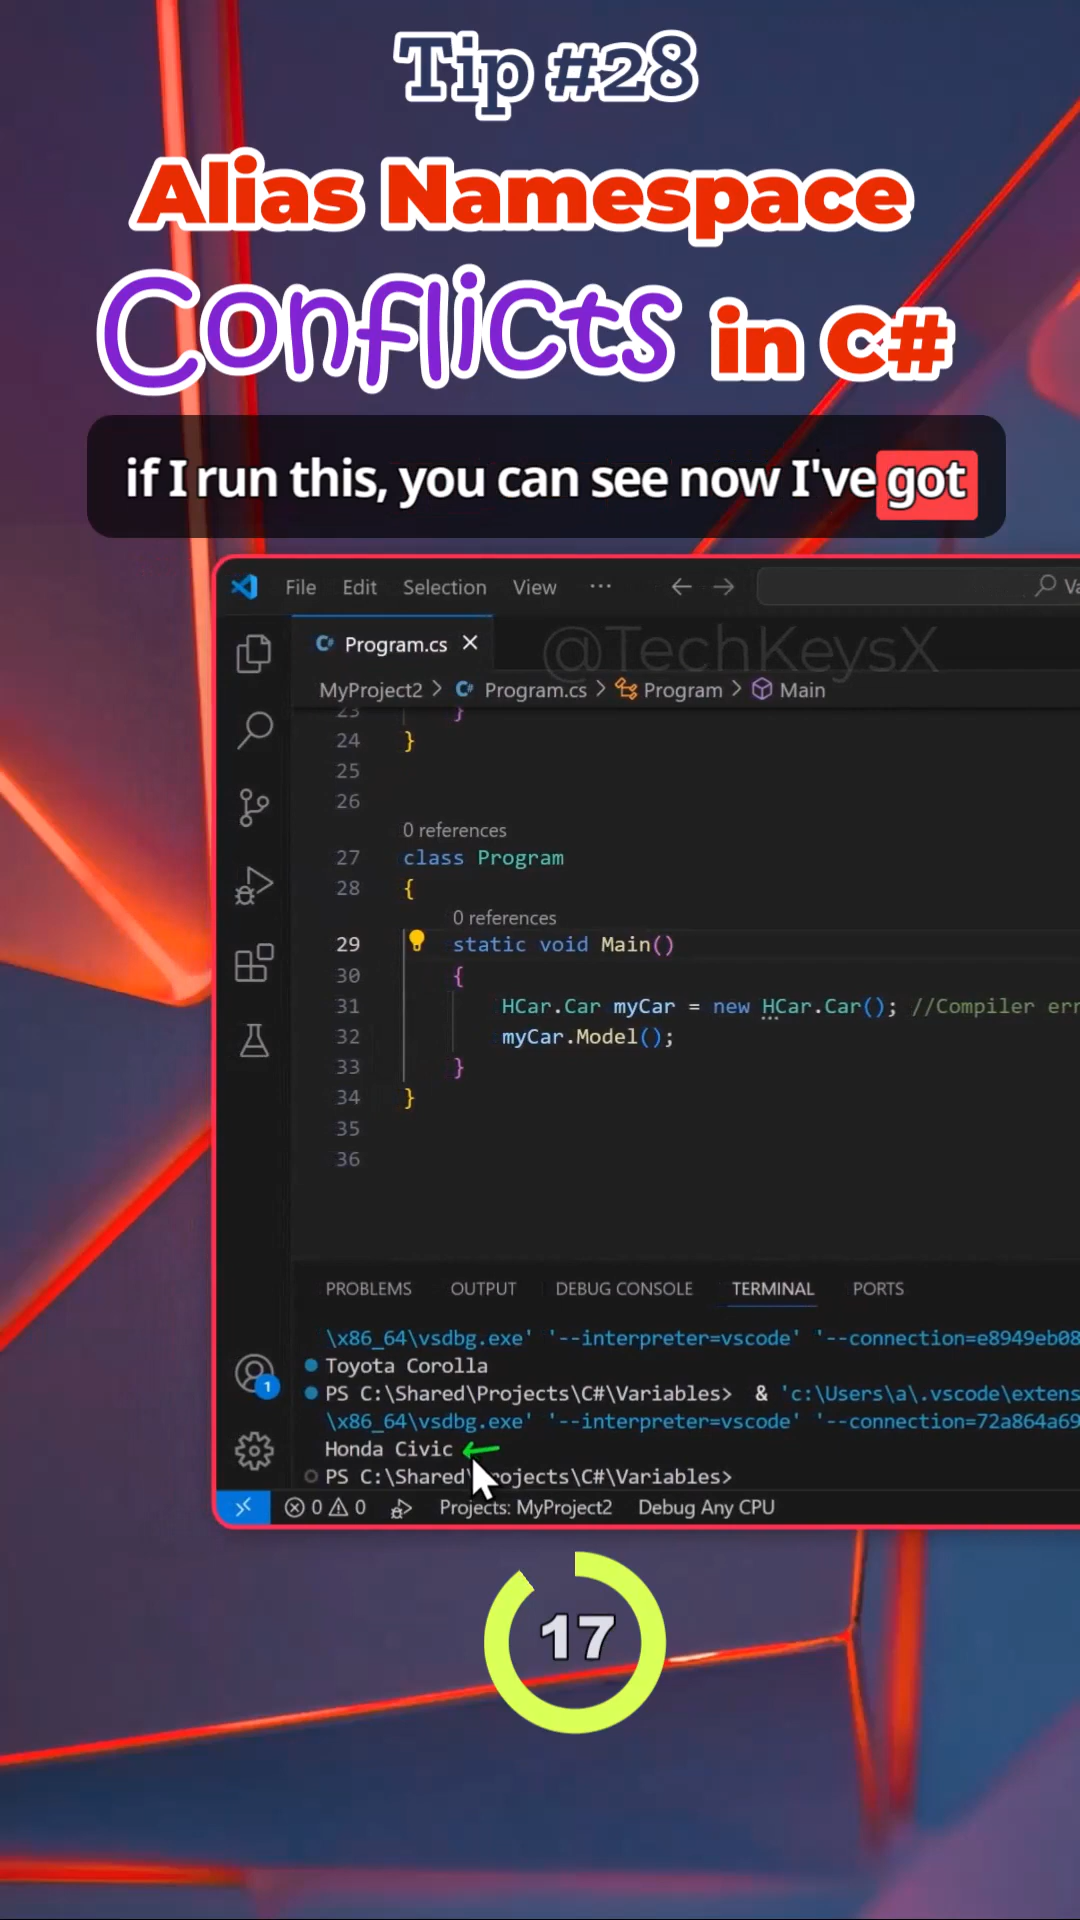 Tip #28
Alias Namespace
Conflicts in C#
if I run this, you can see now I've got
File Edit Selection View ··· Va
Program.cs
@TechKeysX
MyProject2 > Program.cs > Program > Main
23 }
24 }
25
26
0 references
27 class Program
28 {
0 references
29 static void Main()
30 {
31 HCar.Car myCar = new HCar.Car(); //Compiler err
32 myCar.Model();
33 }
34 }
35
36
PROBLEMS OUTPUT DEBUG CONSOLE TERMINAL PORTS
\x86_64\vsdbg.exe' '--interpreter=vscode' '--connection=e8949eb08
Toyota Corolla
PS C:\Shared\Projects\C#\Variables> & 'c:\Users\a\.vscode\extens
\x86_64\vsdbg.exe' '--interpreter=vscode' '--connection=72a864a69
Honda Civic
1
PS C:\Shared\Projects\C#\Variables>
0 0 Projects: MyProject2 Debug Any CPU
17